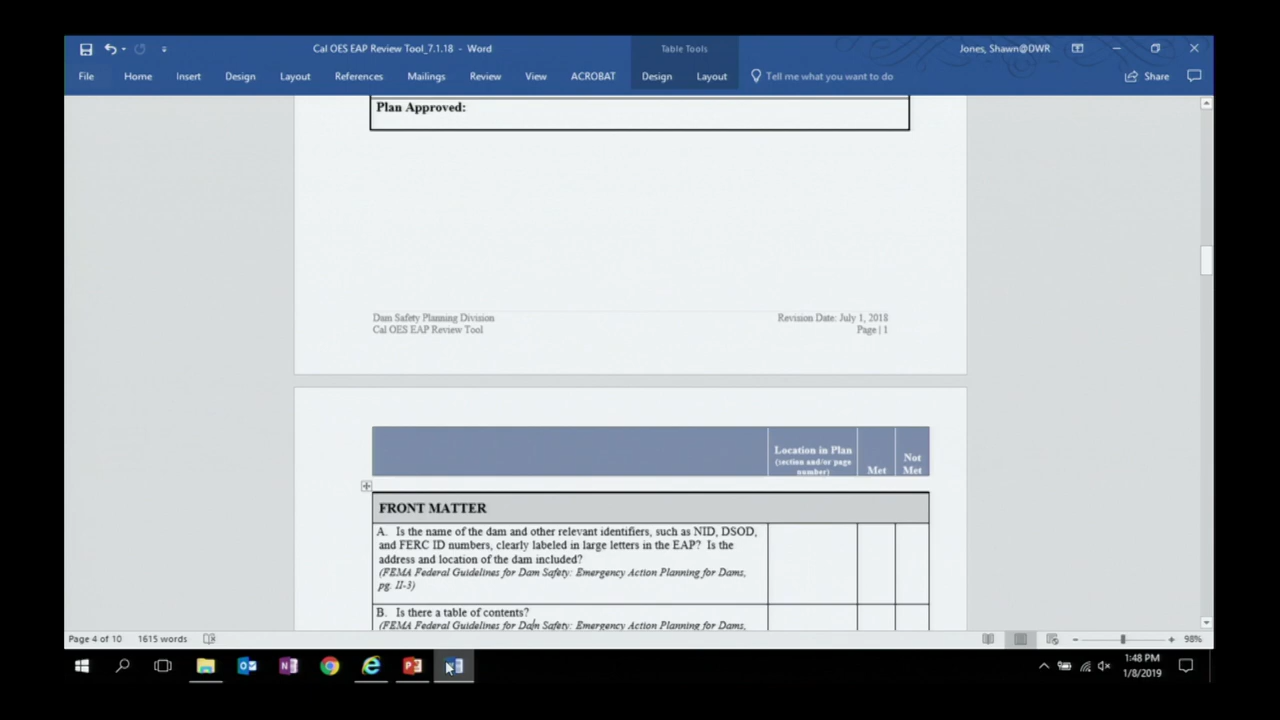 Cal OES EAP Review Tool_7.1.18 - Word
Table Tools
Jones, Shawn@DWR
File
Home
Insert
Design
Layout
References
Mailings
Review
View
ACROBAT
Design
Layout
Tell me what you want to do
Share
Plan Approved:
Dam Safety Planning Division
Revision Date: July 1, 2018
Cal OES EAP Review Tool
Page | 1
Location in Plan
(section and/or page
number)
Met
Not
Met
FRONT MATTER
A. Is the name of the dam and other relevant identifiers, such as NID, DSOD,
and FERC ID numbers, clearly labeled in large letters in the EAP? Is the
address and location of the dam included?
(FEMA Federal Guidelines for Dam Safety: Emergency Action Planning for Dams,
pg. II-3)
B. Is there a table of contents?
(FEMA Federal Guidelines for Dam Safety: Emergency Action Planning for Dams,
Page 4 of 10
1615 words
98%
1:48 PM
1/8/2019